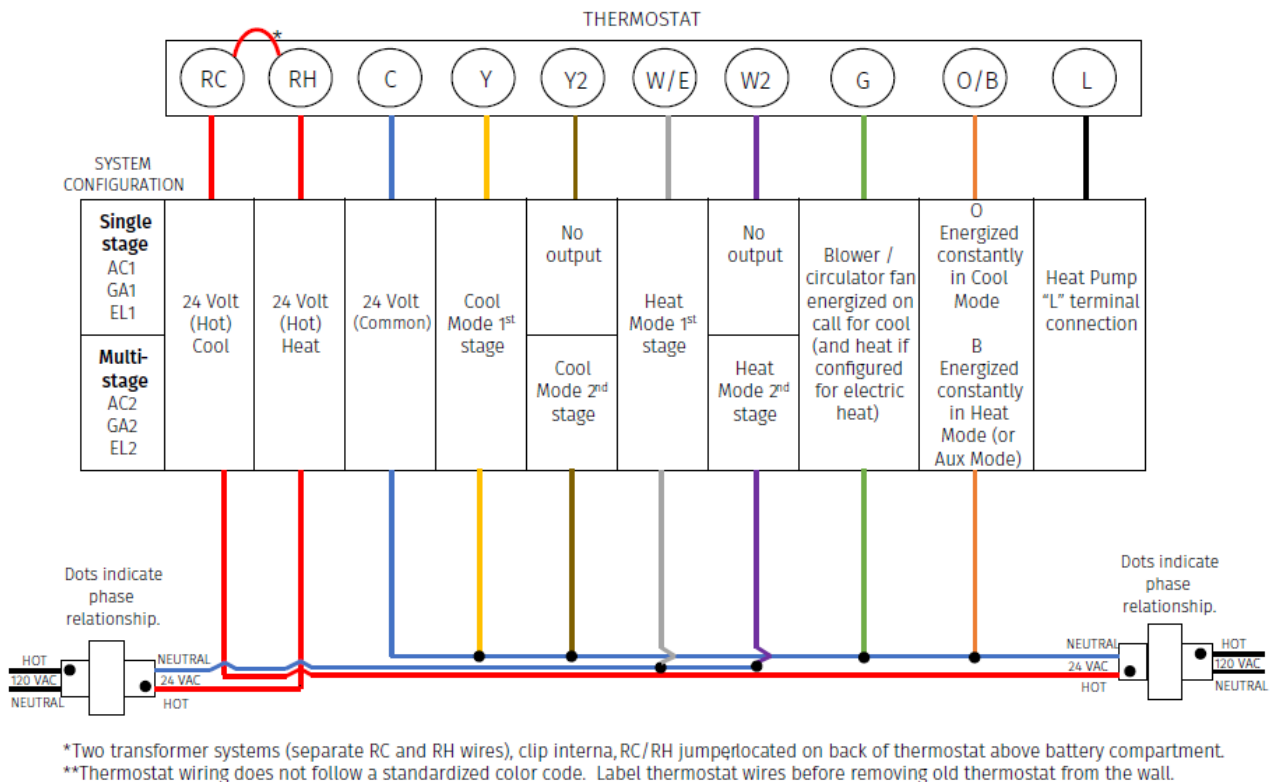 THERMOSTAT
*
RC
RH
C
Y
Y2
W/E
W2
G
O/B
L
SYSTEM
CONFIGURATION
Single
stage
AC1
GA1
EL1
Multi-
stage
AC2
GA2
EL2
24 Volt
(Hot)
Cool
24 Volt
(Hot)
Heat
24 Volt
(Common)
Cool
Mode 1st
stage
No
output
Cool
Mode 2nd
stage
Heat
Mode 1st
stage
No
output
Heat
Mode 2nd
stage
Blower /
circulator fan
energized on
call for cool
(and heat if
configured
for electric
heat)
O
Energized
constantly
in Cool
Mode
B
Energized
constantly
in Heat
Mode (or
Aux Mode)
Heat Pump
“L” terminal
connection
Dots indicate
phase
relationship.
HOT
120 VAC
NEUTRAL
NEUTRAL
24 VAC
HOT
Dots indicate
phase
relationship.
NEUTRAL
24 VAC
HOT
HOT
120 VAC
NEUTRAL
*Two transformer systems (separate RC and RH wires), clip interna, RC/RH jumper located on back of thermostat above battery compartment.
**Thermostat wiring does not follow a standardized color code. Label thermostat wires before removing old thermostat from the wall.